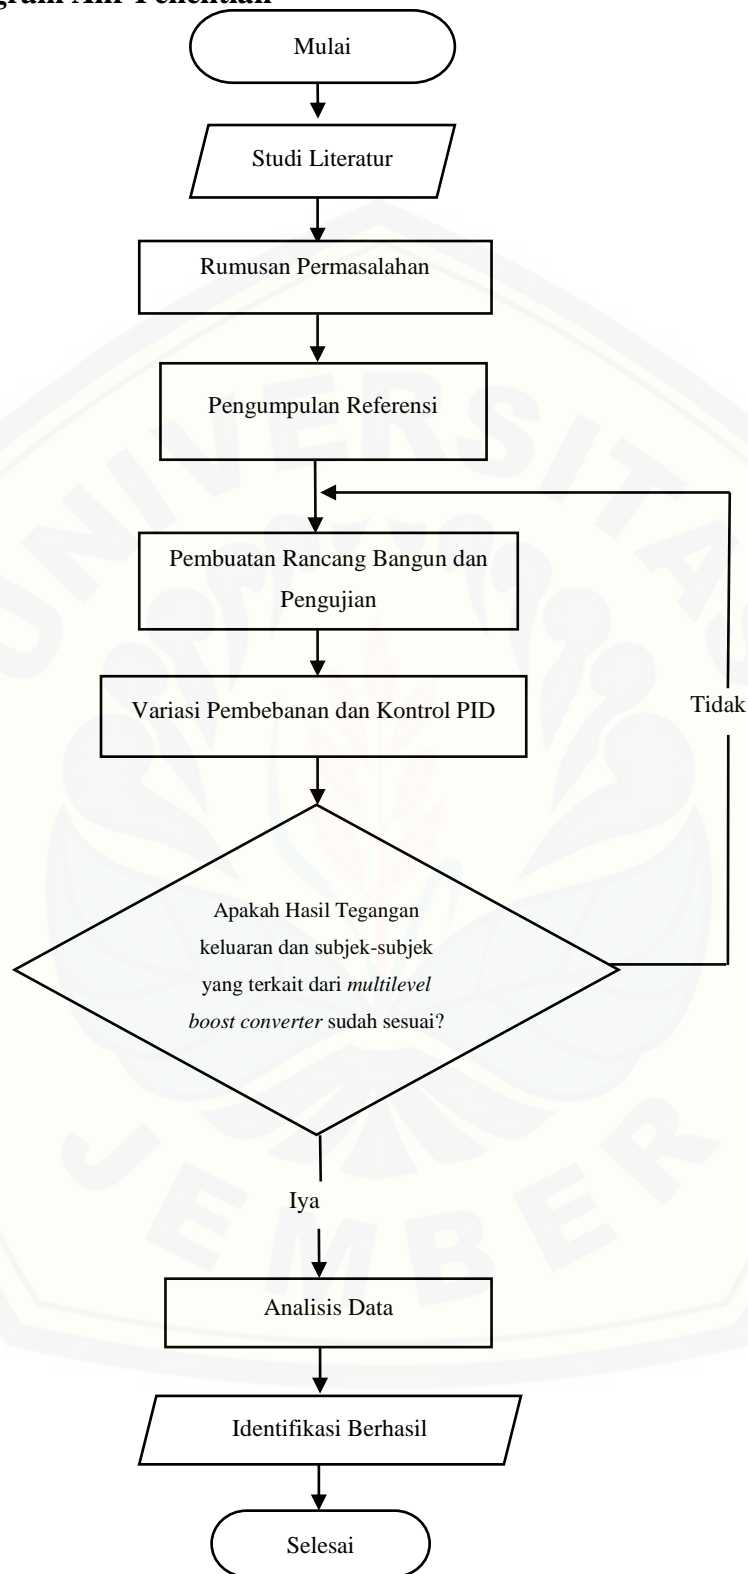 Mulai
Studi Literatur
Rumusan Permasalahan
Pengumpulan Referensi
Pembuatan Rancang Bangun dan
Pengujian
Variasi Pembebanan dan Kontrol PID
Tidak
Apakah Hasil Tegangan
keluaran dan subjek-subjek
yang terkait dari multilevel
boost converter sudah sesuai?
Iya
Analisis Data
Identifikasi Berhasil
Selesai
UNIVERSITAS
JEMBER